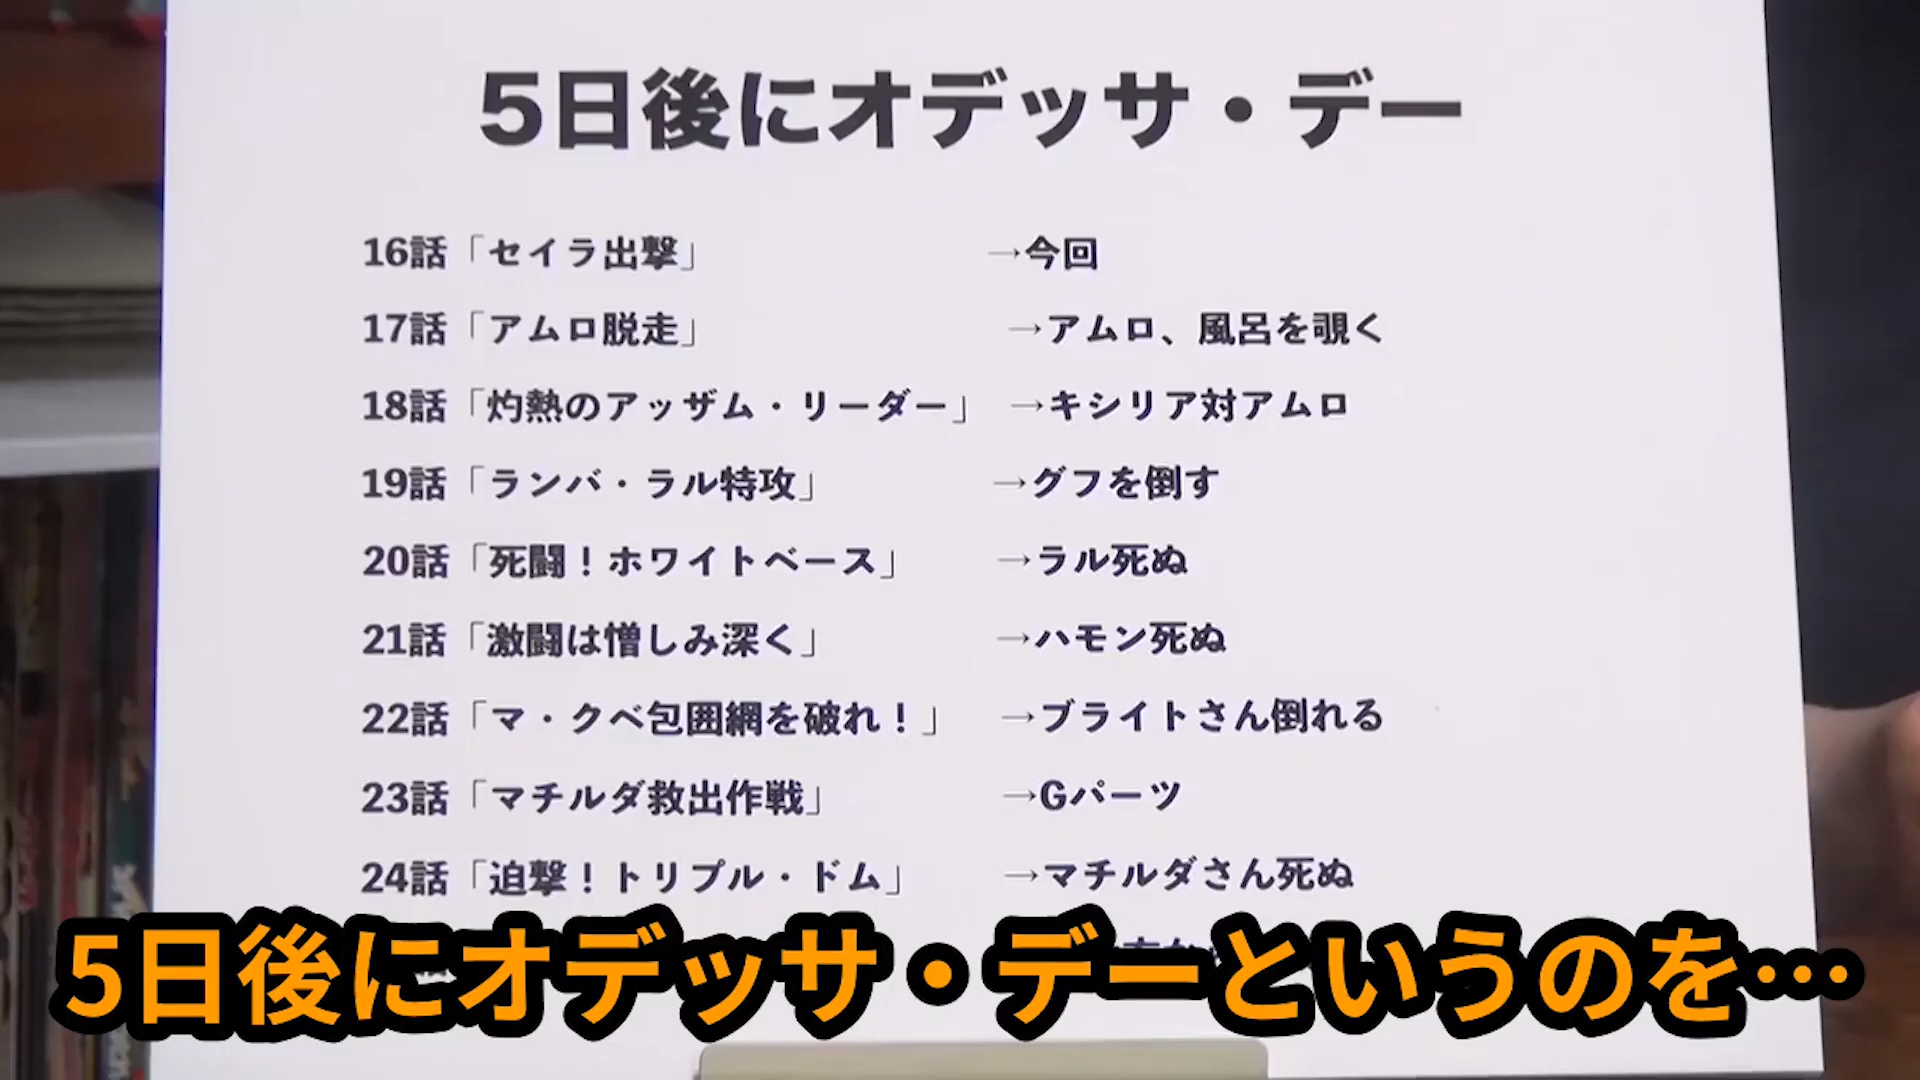 5日後にオデッサ・デー
16話「セイラ出撃」 →今回
17話「アムロ脱走」 →アムロ、風呂を覗く
18話「灼熱のアッザム・リーダー」 →キシリア対アムロ
19話「ランバ・ラル特攻」 →グフを倒す
20話「死闘！ホワイトベース」 →ラル死ぬ
21話「激闘は憎しみ深く」 →ハモン死ぬ
22話「マ・クベ包囲網を破れ！」 →ブライトさん倒れる
23話「マチルダ救出作戦」 →Gパーツ
24話「迫撃！トリプル・ドム」 →マチルダさん死ぬ
5日後にオデッサ・デーというのを…